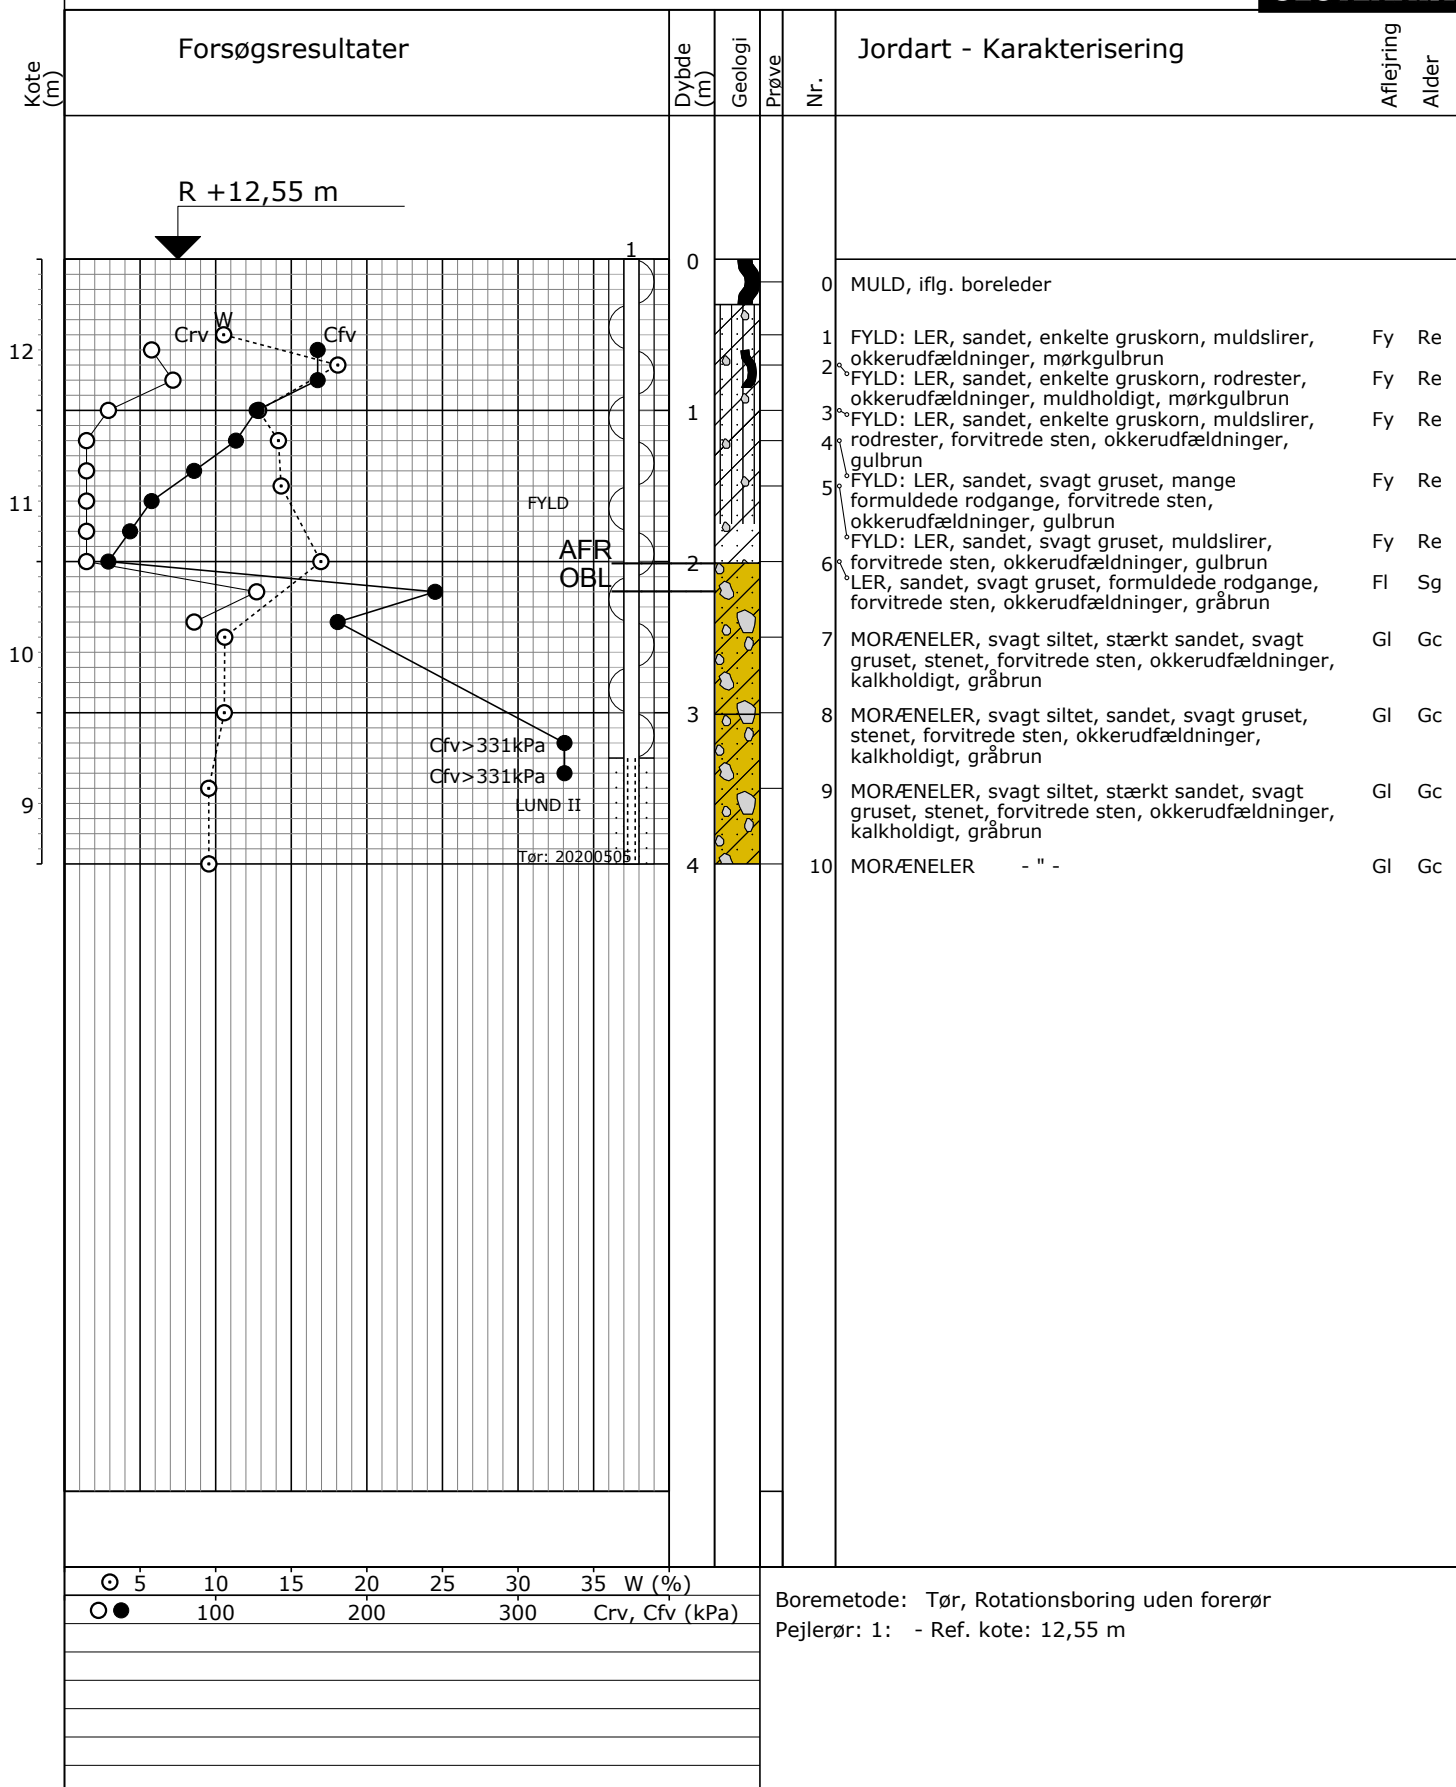 Kote (m)
Forsøgsresultater
Dybde (m)
Geologi
Prøve
Nr.
Jordart - Karakterisering
Aflejring
Alder
R +12,55 m
1
0
0 MULD, iflg. boreleder
W
Crv
Cfv
12
1 FYLD: LER, sandet, enkelte gruskorn, muldslirer, Fy Re
okkerudfældninger, mørkgulbrun
2 FYLD: LER, sandet, enkelte gruskorn, rodrester, Fy Re
okkerudfældninger, muldholdigt, mørkgulbrun
1
3 FYLD: LER, sandet, enkelte gruskorn, muldslirer, Fy Re
rodrester, forvitrede sten, okkerudfældninger,
gulbrun
4 FYLD: LER, sandet, svagt gruset, mange Fy Re
formuldede rodgange, forvitrede sten,
okkerudfældninger, gulbrun
11
FYLD
5 FYLD: LER, sandet, svagt gruset, muldslirer, Fy Re
forvitrede sten, okkerudfældninger, gulbrun
AFR
2
OBL
6 LER, sandet, svagt gruset, formuldede rodgange, Fl Sg
forvitrede sten, okkerudfældninger, gråbrun
10
7 MORÆNELER, svagt siltet, stærkt sandet, svagt Gl Gc
gruset, stenet, forvitrede sten, okkerudfældninger,
kalkholdigt, gråbrun
3
8 MORÆNELER, svagt siltet, sandet, svagt gruset, Gl Gc
stenet, forvitrede sten, okkerudfældninger,
kalkholdigt, gråbrun
Cfv>331kPa
Cfv>331kPa
9
LUND II
9 MORÆNELER, svagt siltet, stærkt sandet, svagt Gl Gc
gruset, stenet, forvitrede sten, okkerudfældninger,
kalkholdigt, gråbrun
Tør: 20200505
4
10 MORÆNELER - " - Gl Gc
5 10 15 20 25 30 35 W (%)
100 200 300 Crv, Cfv (kPa)
Boremetode: Tør, Rotationsboring uden forerør
Pejlerør: 1: - Ref. kote: 12,55 m